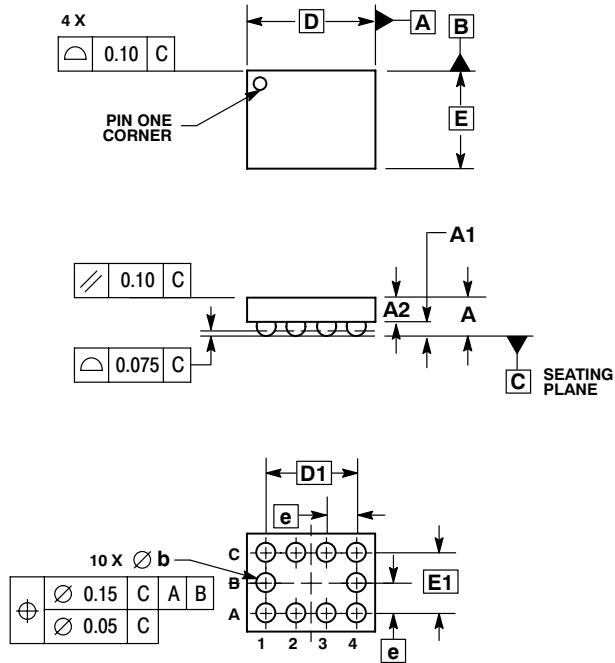 4 X
D
A
B
⌓ 0.10 C
PIN ONE
CORNER
E
A1
⫽ 0.10 C
A2
A
⌓ 0.075 C
C
SEATING
PLANE
D1
e
C
10 X ∅ b
B
E1
⌖ ∅ 0.15 C A B
∅ 0.05 C
A
1 2 3 4
e